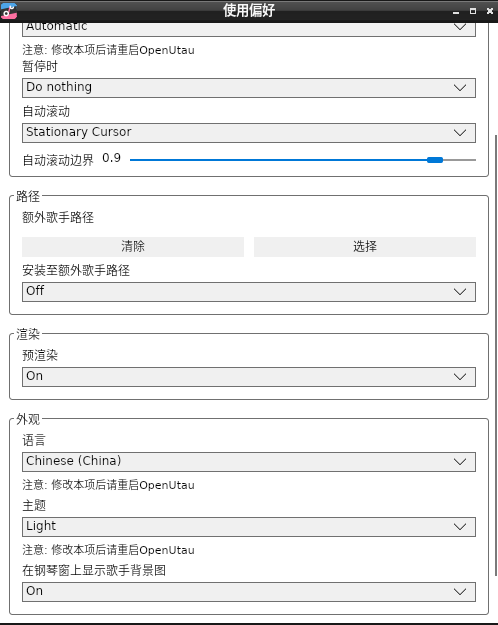 使用偏好
Automatic
注意: 修改本项后请重启OpenUtau
暂停时
Do nothing
自动滚动
Stationary Cursor
自动滚动边界 0.9
路径
额外歌手路径
清除 选择
安装至额外歌手路径
Off
渲染
预渲染
On
外观
语言
Chinese (China)
注意: 修改本项后请重启OpenUtau
主题
Light
注意: 修改本项后请重启OpenUtau
在钢琴窗上显示歌手背景图
On